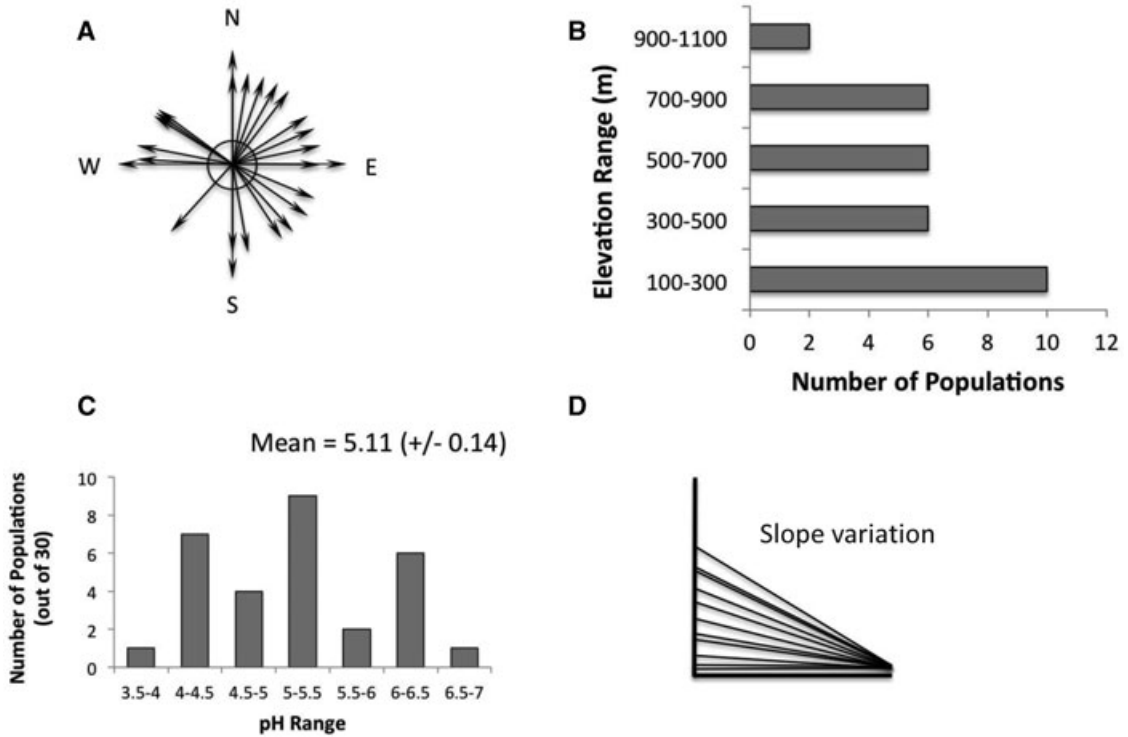 A
N
W
E
S
B
Elevation Range (m)
900-1100
700-900
500-700
300-500
100-300
0 2 4 6 8 10 12
Number of Populations
C
Mean = 5.11 (+/- 0.14)
Number of Populations
(out of 30)
10
8
6
4
2
0
3.5-4 4-4.5 4.5-5 5-5.5 5.5-6 6-6.5 6.5-7
pH Range
D
Slope variation